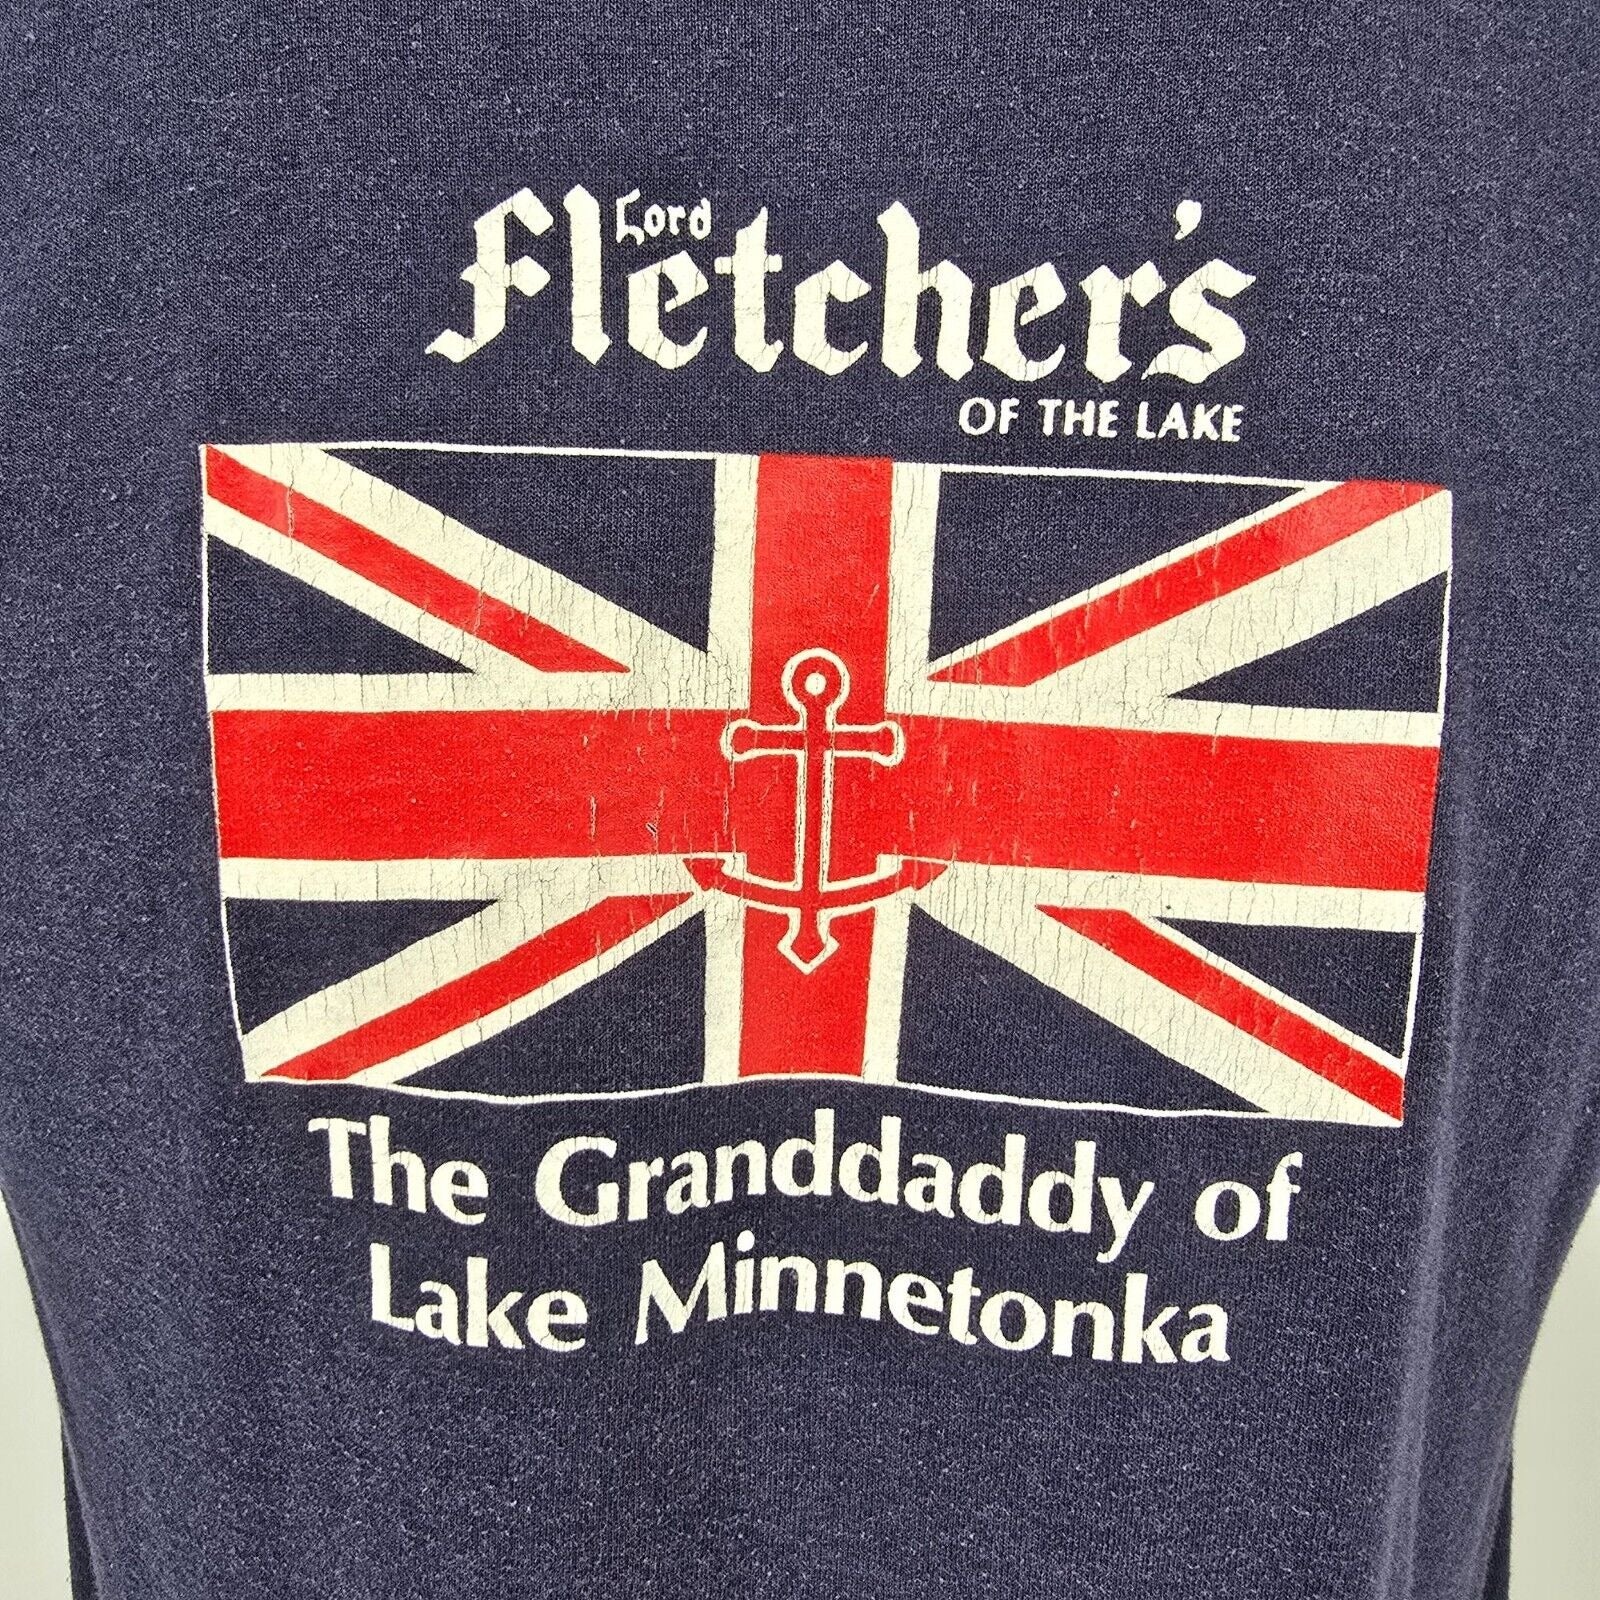 Lord
Fletcher's
OF THE LAKE
The Granddaddy of
Lake Minnetonka